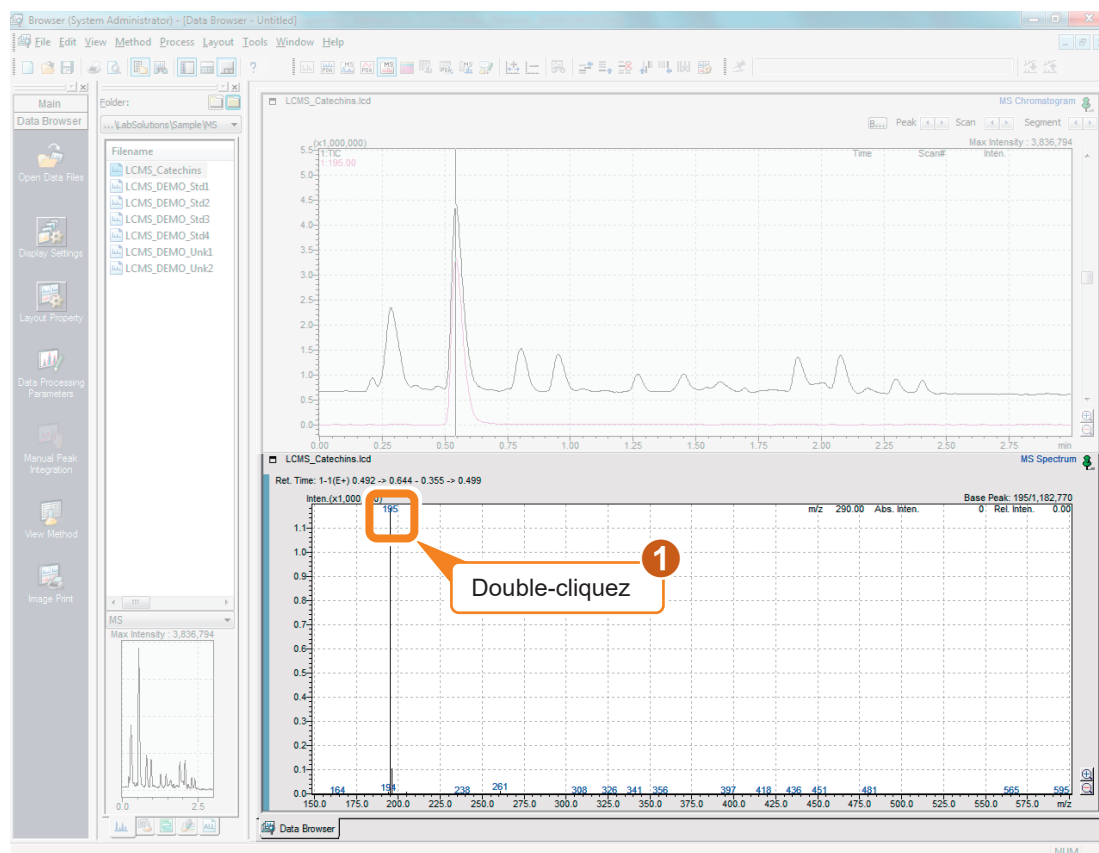 Browser (System Administrator) - [Data Browser - Untitled]
File Edit View Method Process Layout Tools Window Help
Main
Data Browser
Open Data Files
Display Settings
Layout Property
Data Processing
Parameters
Manual Peak
Integration
View Method
Image Print
Folder:
...\LabSolutions\Sample\MS
Filename
LCMS_Catechins
LCMS_DEMO_Std1
LCMS_DEMO_Std2
LCMS_DEMO_Std3
LCMS_DEMO_Std4
LCMS_DEMO_Unk1
LCMS_DEMO_Unk2
MS
Max Intensity : 3,836,794
0.0 2.5
LCMS_Catechins.lcd MS Chromatogram
B... Peak Scan Segment
(x1,000,000) Max Intensity : 3,836,794
1:TIC Time Scan# Inten.
1:195.00
5.5
5.0
4.5
4.0
3.5
3.0
2.5
2.0
1.5
1.0
0.5
0.0
0.00 0.25 0.50 0.75 1.00 1.25 1.50 1.75 2.00 2.25 2.50 2.75 min
LCMS_Catechins.lcd MS Spectrum
Ret. Time: 1-1(E+) 0.492 -> 0.644 - 0.355 -> 0.499
Inten.(x1,000,000) Base Peak: 195/1,182,770
195 m/z 290.00 Abs. Inten. 0 Rel. Inten. 0.00
1.1
1.0
0.9
0.8
0.7
0.6
0.5
0.4
0.3
0.2
0.1
0.0
1
Double-cliquez
164 194 238 261 308 326 341 356 397 418 436 451 481 565 595
150.0 175.0 200.0 225.0 250.0 275.0 300.0 325.0 350.0 375.0 400.0 425.0 450.0 475.0 500.0 525.0 550.0 575.0 m/z
Data Browser
NUM